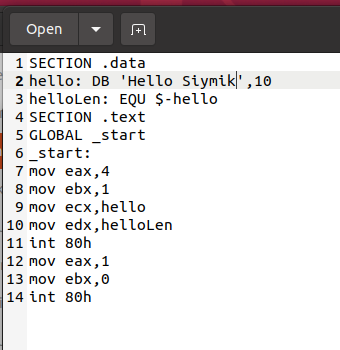 Open
1 SECTION .data
2 hello: DB 'Hello Siymik',10
3 helloLen: EQU $-hello
4 SECTION .text
5 GLOBAL _start
6 _start:
7 mov eax,4
8 mov ebx,1
9 mov ecx,hello
10 mov edx,helloLen
11 int 80h
12 mov eax,1
13 mov ebx,0
14 int 80h